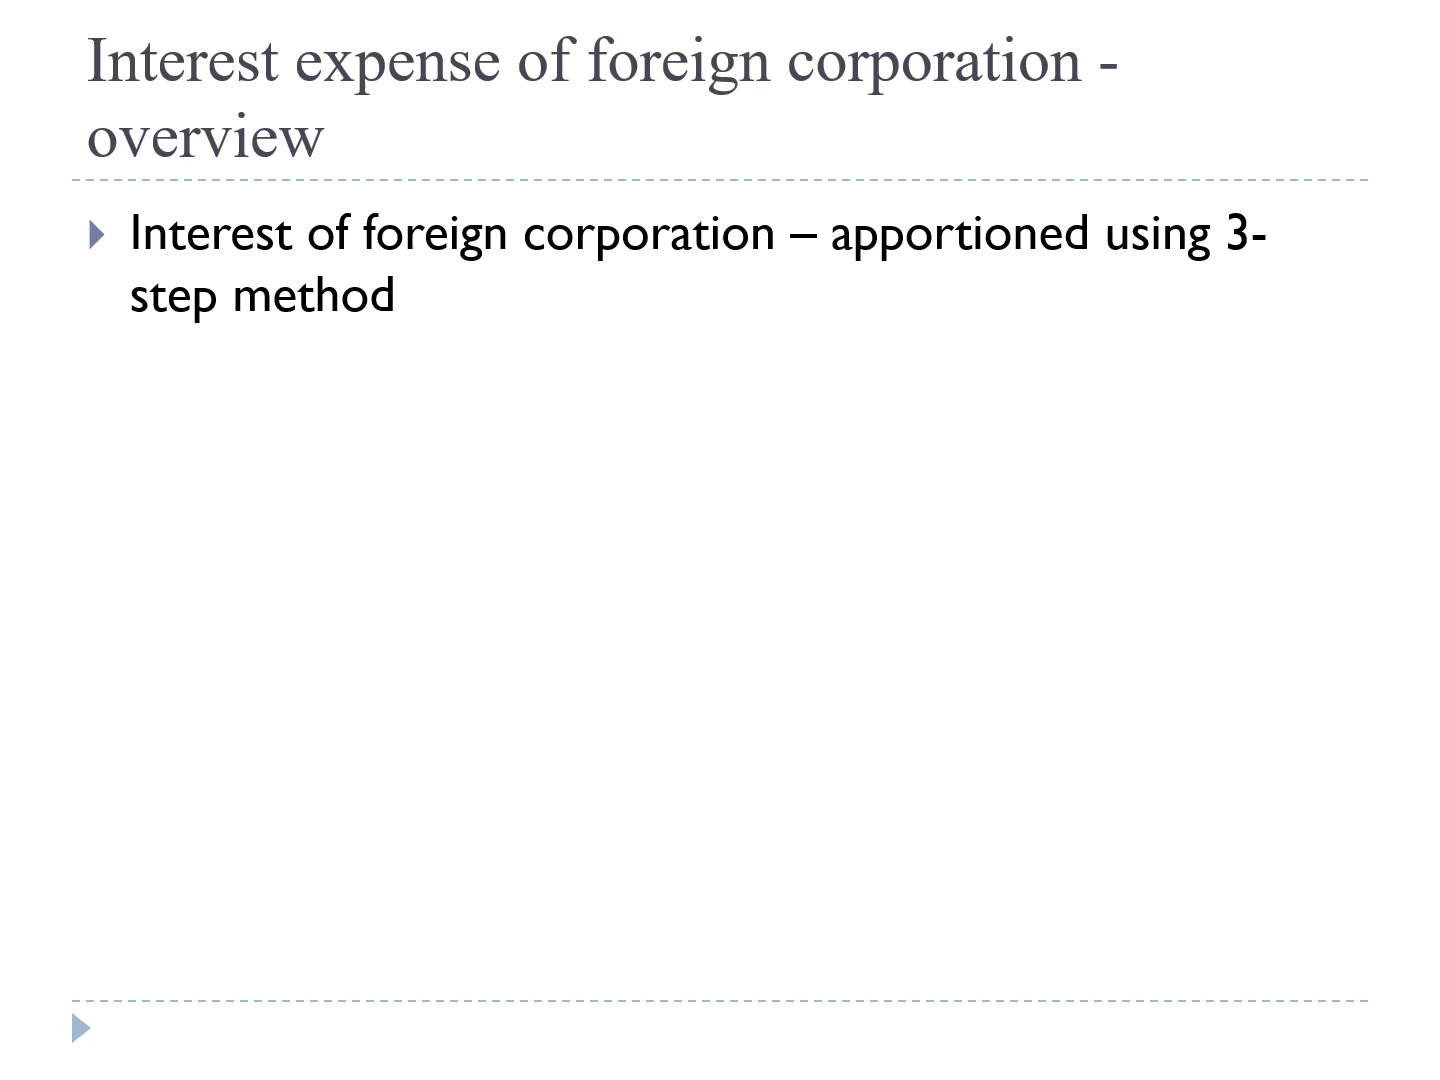 Interest expense of foreign corporation -
overview
Interest of foreign corporation – apportioned using 3-
step method